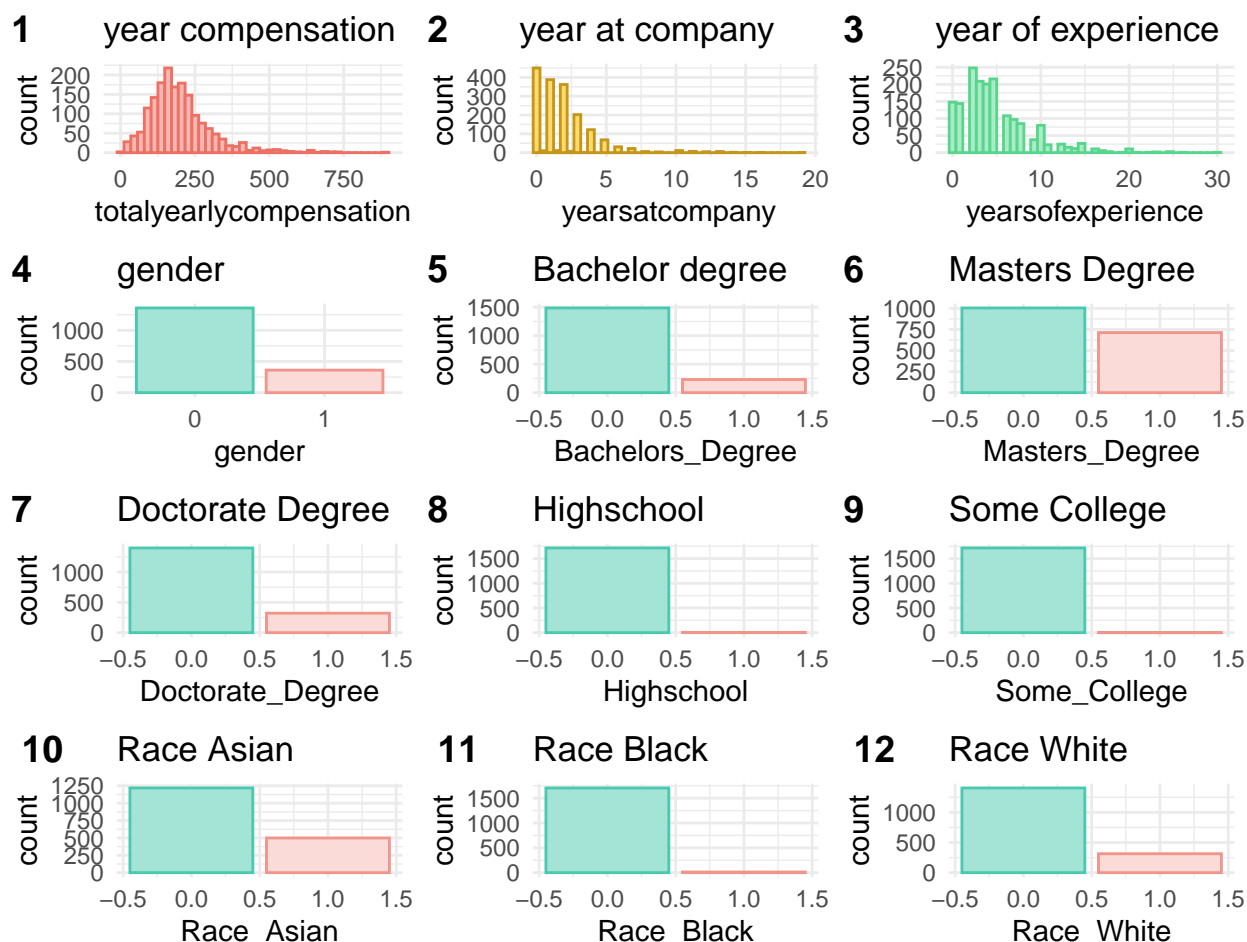 1 year compensation
count
200
150
100
50
0
0 250 500 750
totalyearlycompensation
2 year at company
count
400
300
200
100
0
0 5 10 15 20
yearsatcompany
3 year of experience
count
250
200
150
100
50
0
0 10 20 30
yearsofexperience
4 gender
count
1000
500
0
0 1
gender
5 Bachelor degree
count
1500
1000
500
0
−0.5 0.0 0.5 1.0 1.5
Bachelors_Degree
6 Masters Degree
count
1000
750
500
250
0
−0.5 0.0 0.5 1.0 1.5
Masters_Degree
7 Doctorate Degree
count
1000
500
0
−0.5 0.0 0.5 1.0 1.5
Doctorate_Degree
8 Highschool
count
1500
1000
500
0
−0.5 0.0 0.5 1.0 1.5
Highschool
9 Some College
count
1500
1000
500
0
−0.5 0.0 0.5 1.0 1.5
Some_College
10 Race Asian
count
1250
1000
750
500
250
0
−0.5 0.0 0.5 1.0 1.5
Race_Asian
11 Race Black
count
1500
1000
500
0
−0.5 0.0 0.5 1.0 1.5
Race_Black
12 Race White
count
1000
500
0
−0.5 0.0 0.5 1.0 1.5
Race_White